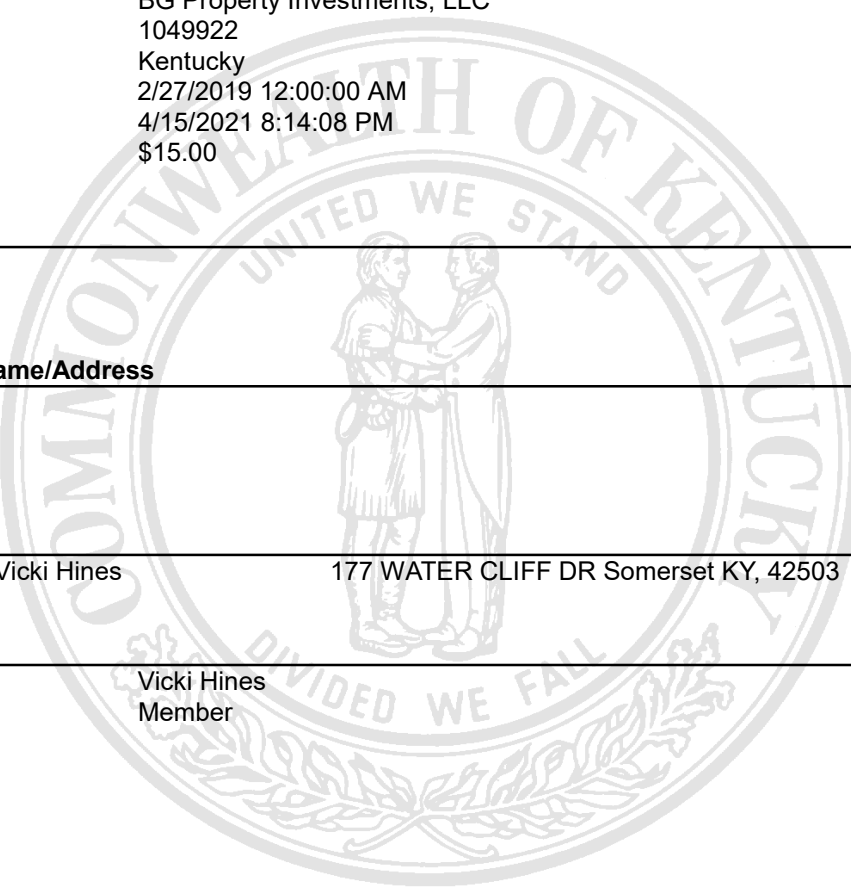 BG Property Investments, LLC
1049922
Kentucky
2/27/2019 12:00:00 AM
4/15/2021 8:14:08 PM
$15.00
COMMONWEALTH OF KENTUCKY
UNITED WE STAND
ame/Address
Vicki Hines 177 WATER CLIFF DR Somerset KY, 42503
DIVIDED WE FALL
Vicki Hines
Member